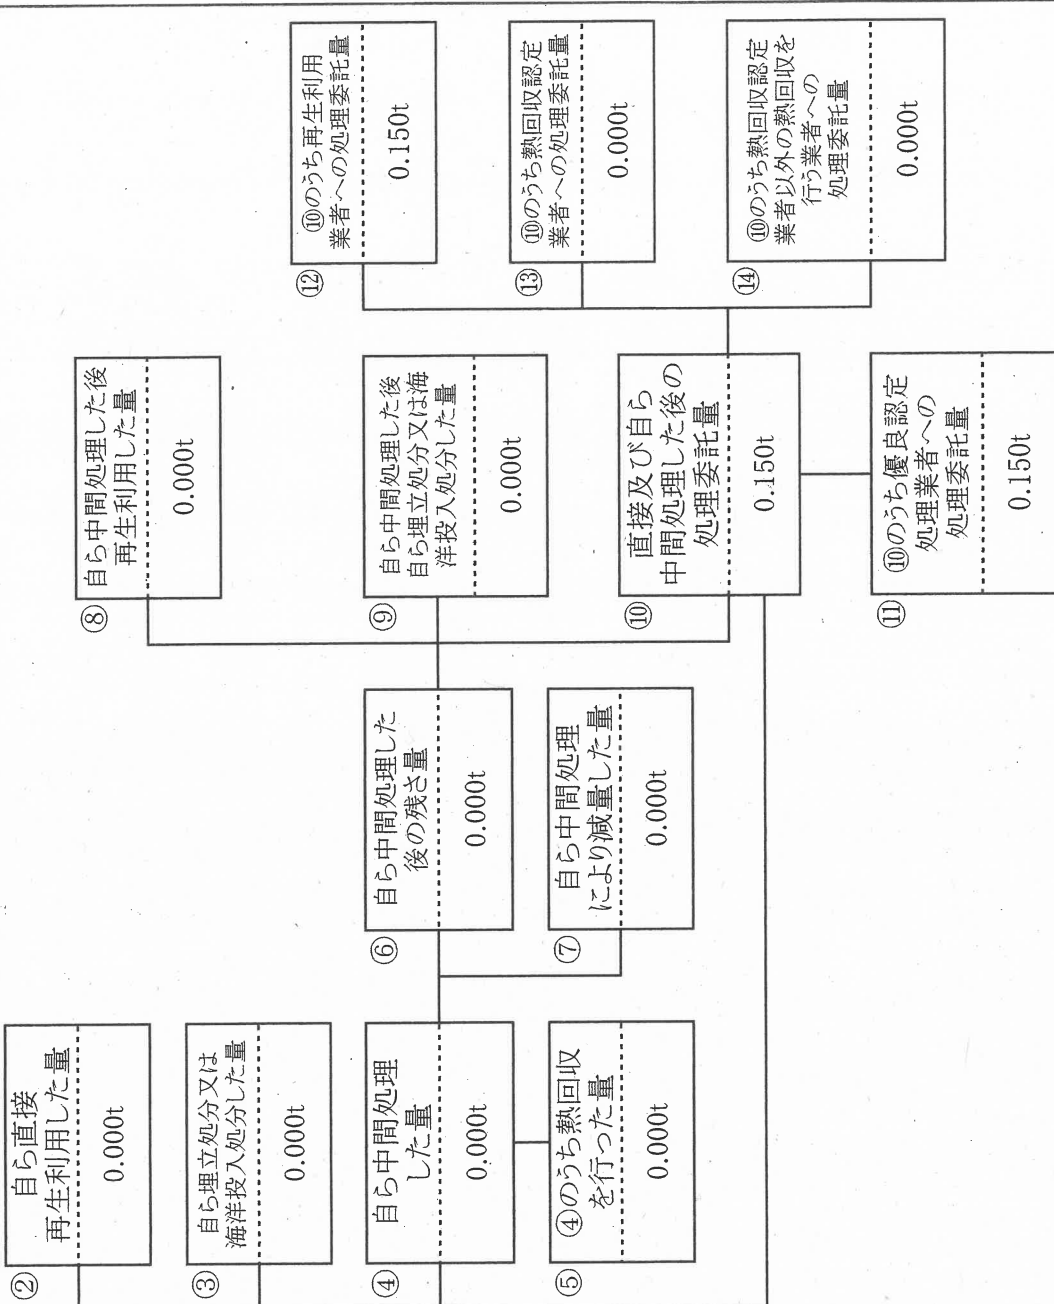 ②
自ら直接
再生利用した量
0.000t
③
自ら埋立処分又は
海洋投入処分した量
0.000t
④
自ら中間処理
した量
0.000t
⑤
④のうち熱回収
を行った量
0.000t
⑥
自ら中間処理した
後の残さ量
0.000t
⑦
自ら中間処理
により減量した量
0.000t
⑧
自ら中間処理した後
再生利用した量
0.000t
⑨
自ら中間処理した後
自ら埋立処分又は海
洋投入処分した量
0.000t
⑩
直接及び自ら
中間処理した後の
処理委託量
0.150t
⑪
⑩のうち優良認定
処理業者への
処理委託量
0.150t
⑫
⑩のうち再生利用
業者への処理委託量
0.150t
⑬
⑩のうち熱回収認定
業者への処理委託量
0.000t
⑭
⑩のうち熱回収認定
業者以外の熱回収を
行う業者への
処理委託量
0.000t